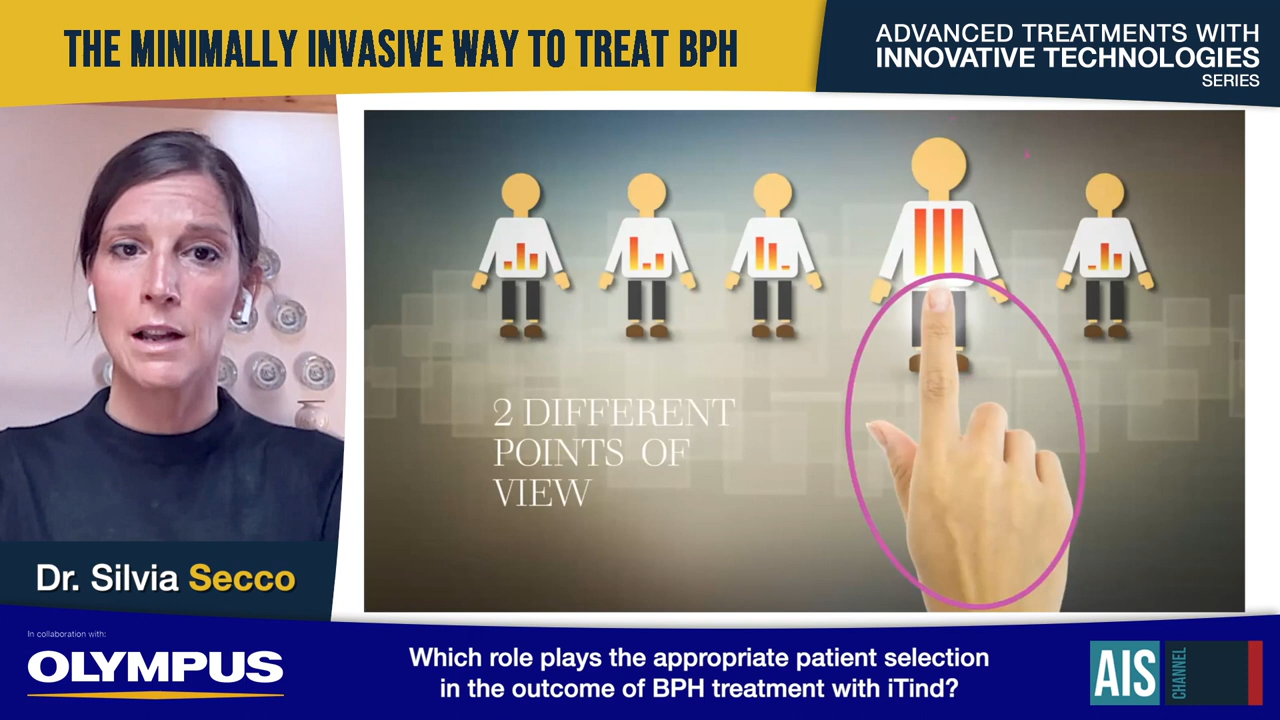 THE MINIMALLY INVASIVE WAY TO TREAT BPH
ADVANCED TREATMENTS WITH
INNOVATIVE TECHNOLOGIES
SERIES
2 DIFFERENT
POINTS OF
VIEW
Dr. Silvia Secco
In collaboration with:
OLYMPUS
Which role plays the appropriate patient selection
in the outcome of BPH treatment with iTind?
AIS
CHANNEL